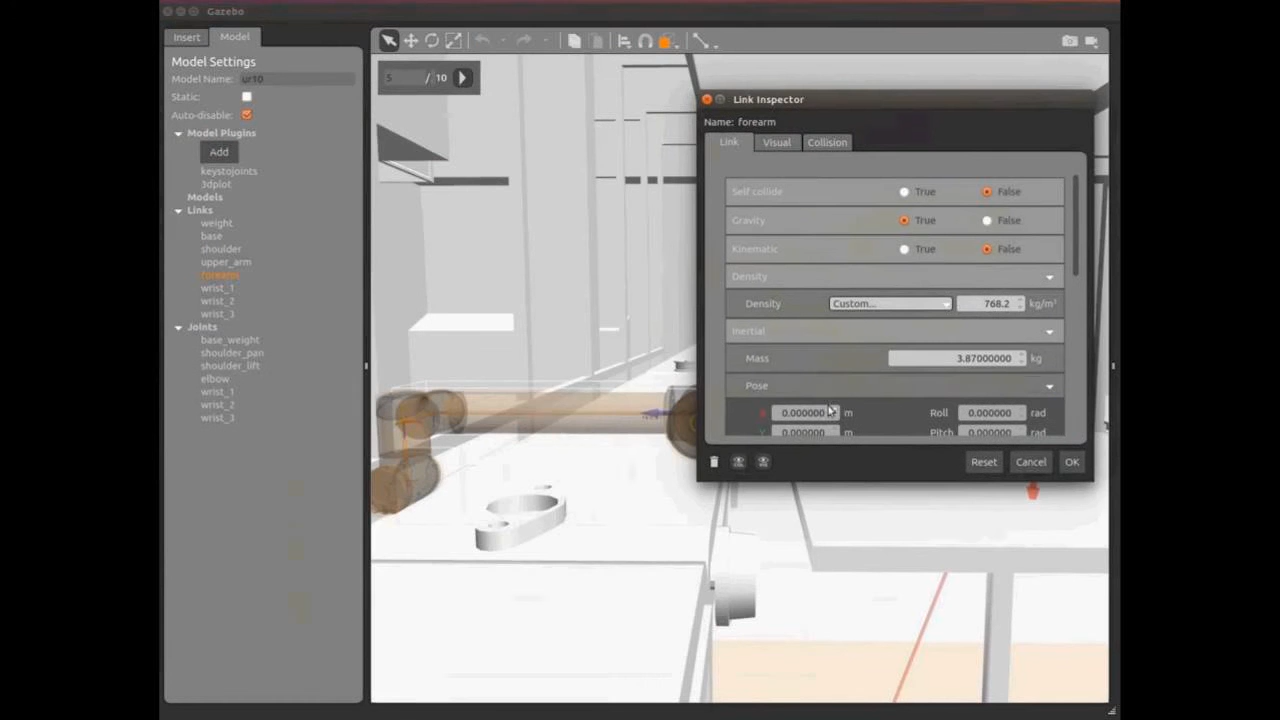 Gazebo
Insert
Model
Model Settings
Model Name: ur10
Static:
Auto-disable:
Model Plugins
Add
keystojoints
3dplot
Models
Links
weight
base
shoulder
upper_arm
forearm
wrist_1
wrist_2
wrist_3
Joints
base_weight
shoulder_pan
shoulder_lift
elbow
wrist_1
wrist_2
wrist_3
5 / 10
Link Inspector
Name: forearm
Link Visual Collision
Self collide True False
Gravity True False
Kinematic True False
Density
Density Custom... 768.2 kg/m³
Inertial
Mass 3.87000000 kg
Pose
X 0.000000 m Roll 0.000000 rad
Y 0.000000 m Pitch 0.000000 rad
Reset Cancel OK